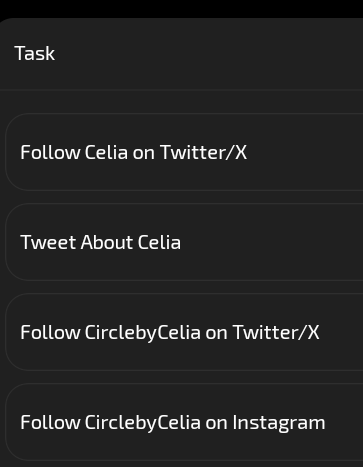 Task
Follow Celia on Twitter/X
Tweet About Celia
Follow CirclebyCelia on Twitter/X
Follow CirclebyCelia on Instagram